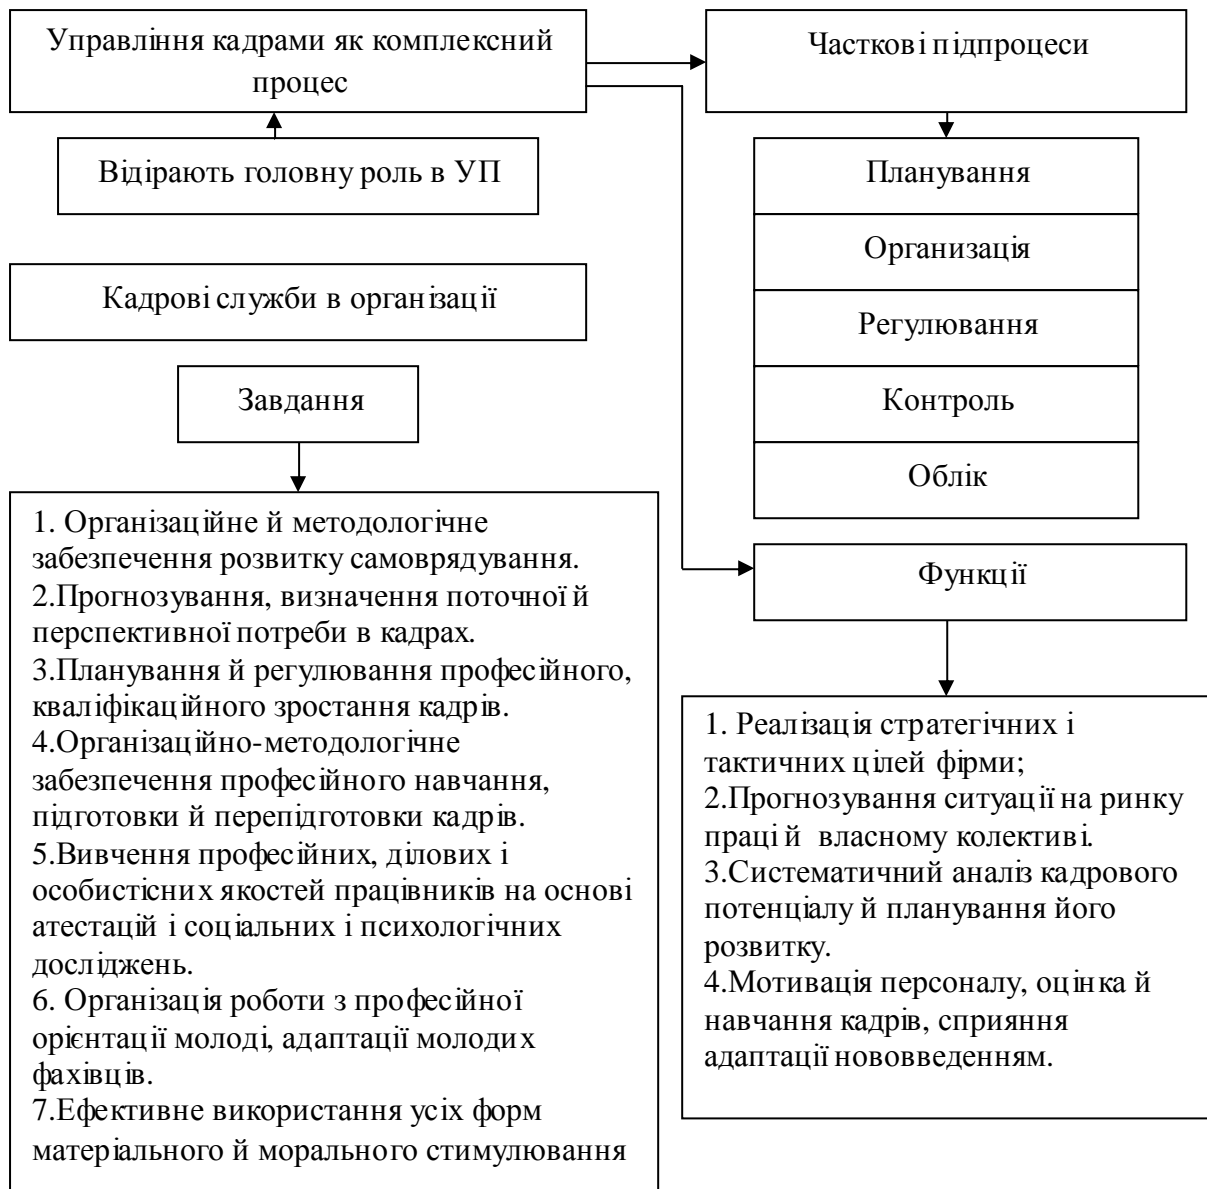 Управління кадрами як комплексний
процес
Часткові підпроцеси
Відірають головну роль в УП
Кадрові служби в організації
Завдання
1. Організаційне й методологічне
забезпечення розвитку самоврядування.
2.Прогнозування, визначення поточної й
перспективної потреби в кадрах.
3.Планування й регулювання професійного,
кваліфікаційного зростання кадрів.
4.Організаційно-методологічне
забезпечення професійного навчання,
підготовки й перепідготовки кадрів.
5.Вивчення професійних, ділових і
особистісних якостей працівників на основі
атестацій і соціальних і психологічних
досліджень.
6. Організація роботи з професійної
орієнтації молоді, адаптації молодих
фахівців.
7.Ефективне використання усіх форм
матеріального й морального стимулювання
Планування
Организація
Регулювання
Контроль
Облік
Функції
1. Реалізація стратегічних і
тактичних цілей фірми;
2.Прогнозування ситуації на ринку
праці й власному колективі.
3.Систематичний аналіз кадрового
потенціалу й планування його
розвитку.
4.Мотивація персоналу, оцінка й
навчання кадрів, сприяння
адаптації нововведенням.